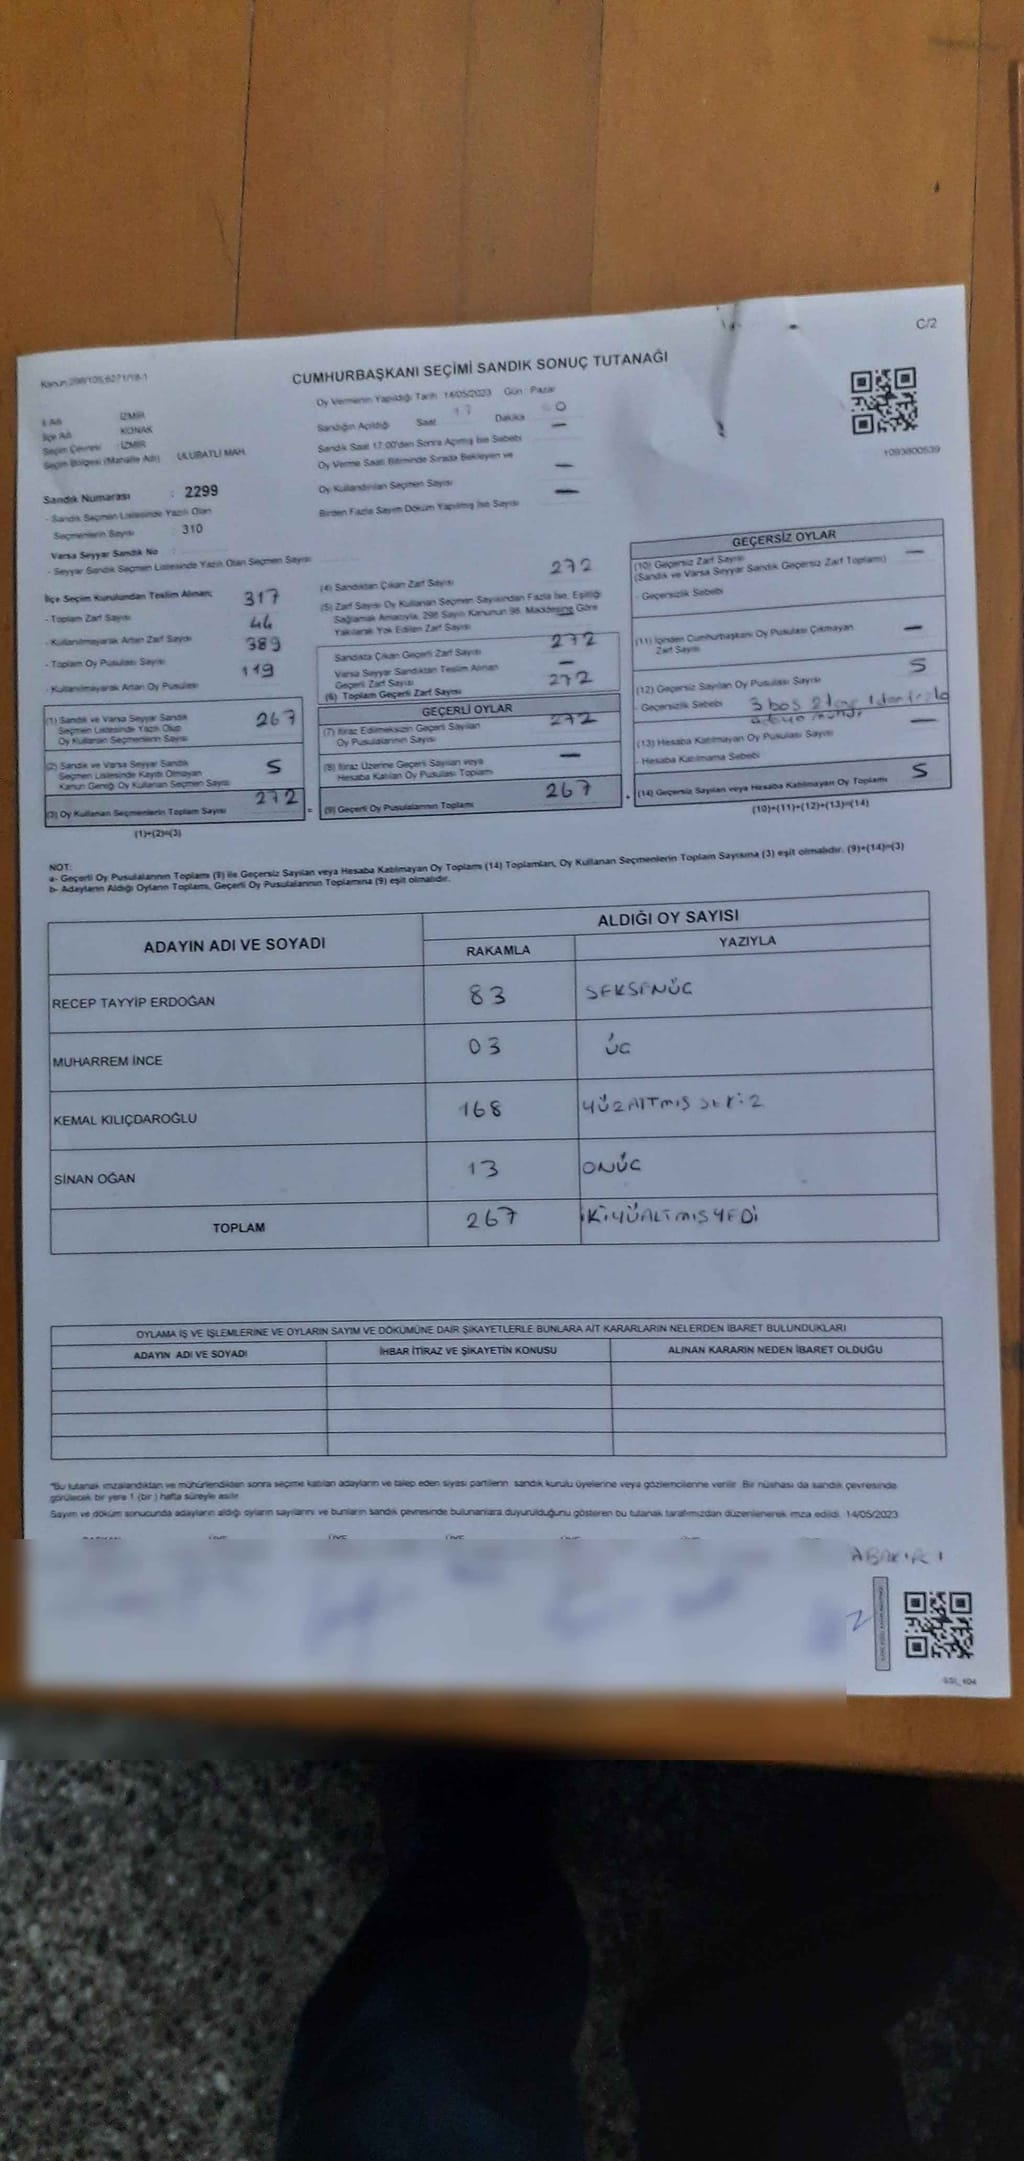 C/2
Kanun:298/105,6271/18-1
CUMHURBAŞKANI SEÇİMİ SANDIK SONUÇ TUTANAĞI
Oy Vermenin Yapıldığı Tarih 14/05/2023 Gün : Pazar
Sandığın Açıldığı Saat 17 Dakika O
Sandık Saat 17:00'den Sonra Açılmış İse Sebebi —
Oy Verme Saati Bitiminde Sırada Bekleyen ve
Oy Kullandırılan Seçmen Sayısı —
Birden Fazla Sayım Döküm Yapılmış İse Sayısı —
1093800539
İl Adı : İZMİR
İlçe Adı : KONAK
Seçim Çevresi : İZMİR
Seçim Bölgesi (Mahalle Adı) : ULUBATLI MAH.
Sandık Numarası : 2299
- Sandık Seçmen Listesinde Yazılı Olan
Seçmenlerin Sayısı : 310
Varsa Seyyar Sandık No :
- Seyyar Sandık Seçmen Listesinde Yazılı Olan Seçmen Sayısı:
İlçe Seçim Kurulundan Teslim Alınan;
- Toplam Zarf Sayısı 317
- Kullanılmayarak Artan Zarf Sayısı 44
- Toplam Oy Pusulası Sayısı 389
- Kullanılmayarak Artan Oy Pusulası 119
(1) Sandık ve Varsa Seyyar Sandık
Seçmen Listesinde Yazılı Olup
Oy Kullanan Seçmenlerin Sayısı 267
(2) Sandık ve Varsa Seyyar Sandık
Seçmen Listesinde Kayıtlı Olmayan
Kanun Gereği Oy Kullanan Seçmen Sayısı 5
(3) Oy Kullanan Seçmenlerin Toplam Sayısı 272 =
(1)+(2)=(3)
(4) Sandıktan Çıkan Zarf Sayısı 272
(5) Zarf Sayısı Oy Kullanan Seçmen Sayısından Fazla İse, Eşitliği
Sağlamak Amacıyla, 298 Sayılı Kanunun 98. Maddesine Göre
Yakılarak Yok Edilen Zarf Sayısı —
Sandıkta Çıkan Geçerli Zarf Sayısı 272
Varsa Seyyar Sandıktan Teslim Alınan
Geçerli Zarf Sayısı —
(6) Toplam Geçerli Zarf Sayısı 272
GEÇERLİ OYLAR
(7) İtiraz Edilmeksizin Geçerli Sayılan
Oy Pusulalarının Sayısı 272
(8) İtiraz Üzerine Geçerli Sayılan veya
Hesaba Katılan Oy Pusulası Toplamı —
(9) Geçerli Oy Pusulalarının Toplamı 267 +
GEÇERSİZ OYLAR
(10) Geçersiz Zarf Sayısı —
(Sandık ve Varsa Seyyar Sandık Geçersiz Zarf Toplamı)
- Geçersizlik Sebebi
(11) İçinden Cumhurbaşkanı Oy Pusulası Çıkmayan
Zarf Sayısı —
(12) Geçersiz Sayılan Oy Pusulası Sayısı 5
- Geçersizlik Sebebi 3 boş 2
(13) Hesaba Katılmayan Oy Pusulası Sayısı —
- Hesaba Katılmama Sebebi
(14) Geçersiz Sayılan veya Hesaba Katılmayan Oy Toplamı 5
(10)+(11)+(12)+(13)=(14)
NOT:
a- Geçerli Oy Pusulalarının Toplamı (9) ile Geçersiz Sayılan veya Hesaba Katılmayan Oy Toplamı (14) Toplamları, Oy Kullanan Seçmenlerin Toplam Sayısına (3) eşit olmalıdır. (9)+(14)=(3)
b- Adayların Aldığı Oyların Toplamı, Geçerli Oy Pusulalarının Toplamına (9) eşit olmalıdır.
ADAYIN ADI VE SOYADI
ALDIĞI OY SAYISI
RAKAMLA YAZIYLA
RECEP TAYYİP ERDOĞAN 83 SEKSENÜÇ
MUHARREM İNCE 03 ÜÇ
KEMAL KILIÇDAROĞLU 168 YÜZALTMIŞ SEKİZ
SİNAN OĞAN 13 ONÜÇ
TOPLAM 267 İKİYÜALTMIŞYEDİ
OYLAMA İŞ VE İŞLEMLERİNE VE OYLARIN SAYIM VE DÖKÜMÜNE DAİR ŞİKAYETLERLE BUNLARA AİT KARARLARIN NELERDEN İBARET BULUNDUKLARI
ADAYIN ADI VE SOYADI İHBAR İTİRAZ VE ŞİKAYETİN KONUSU ALINAN KARARIN NEDEN İBARET OLDUĞU
*Bu tutanak imzalandıktan ve mühürlendikten sonra seçime katılan adayların ve talep eden siyasi partilerin sandık kurulu üyelerine veya gözlemcilerine verilir. Bir nüshası da sandık çevresinde
görülecek bir yere 1 (bir ) hafta süreyle asılır.
Sayım ve döküm sonucunda adayların aldığı oyların sayılarını ve bunların sandık çevresinde bulunanlara duyurulduğunu gösteren bu tutanak tarafımızdan düzenlenerek imza edildi. 14/05/2023